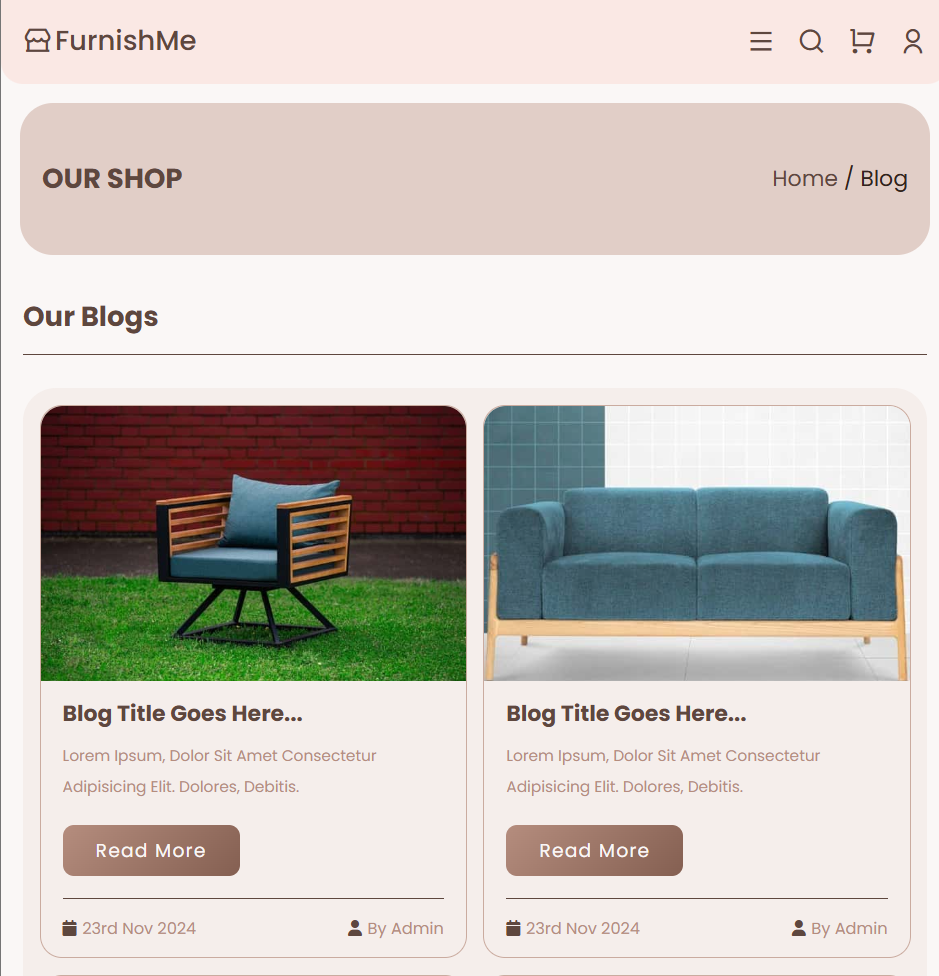 FurnishMe
OUR SHOP
Home / Blog
Our Blogs
Blog Title Goes Here...
Lorem Ipsum, Dolor Sit Amet Consectetur
Adipisicing Elit. Dolores, Debitis.
Read More
23rd Nov 2024
By Admin
Blog Title Goes Here...
Lorem Ipsum, Dolor Sit Amet Consectetur
Adipisicing Elit. Dolores, Debitis.
Read More
23rd Nov 2024
By Admin